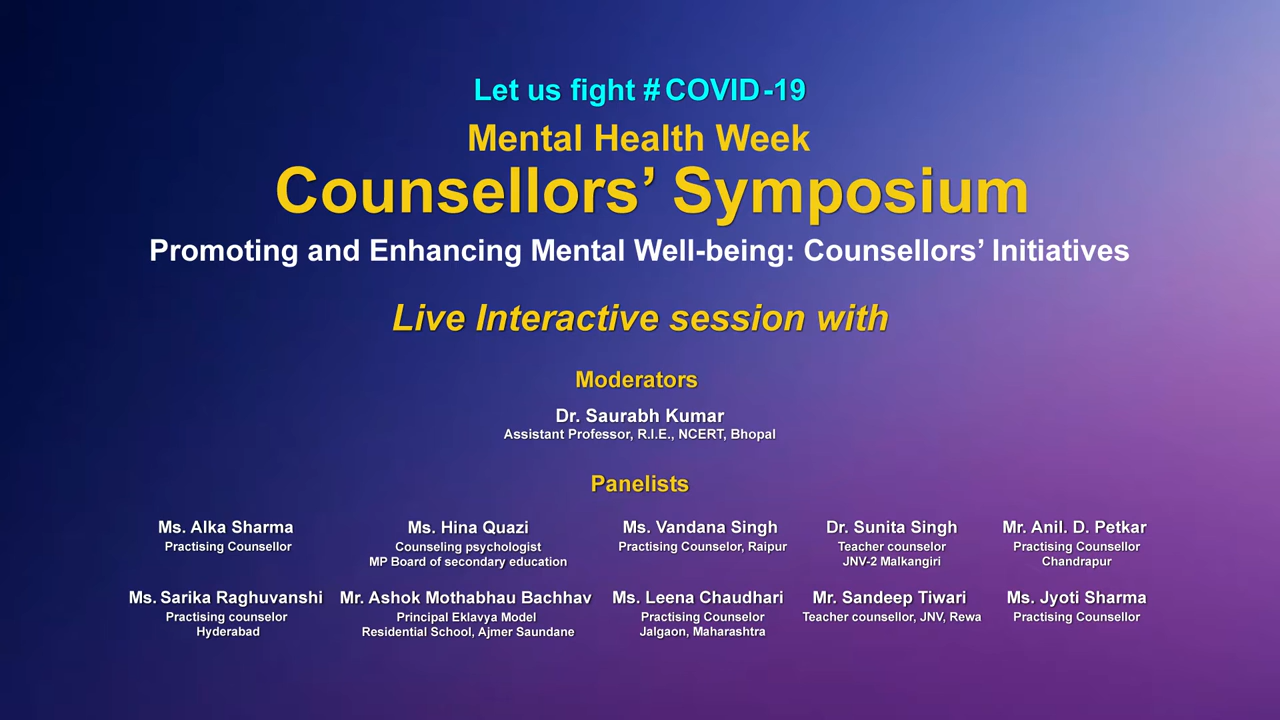 Let us fight #COVID-19
Mental Health Week
Counsellors’ Symposium
Promoting and Enhancing Mental Well-being: Counsellors’ Initiatives
Live Interactive session with
Moderators
Dr. Saurabh Kumar
Assistant Professor, R.I.E., NCERT, Bhopal
Panelists
Ms. Alka Sharma
Practising Counsellor
Ms. Hina Quazi
Counseling psychologist
MP Board of secondary education
Ms. Vandana Singh
Practising Counselor, Raipur
Dr. Sunita Singh
Teacher counselor
JNV-2 Malkangiri
Mr. Anil. D. Petkar
Practising Counsellor
Chandrapur
Ms. Sarika Raghuvanshi
Practising counselor
Hyderabad
Mr. Ashok Mothabhau Bachhav
Principal Eklavya Model
Residential School, Ajmer Saundane
Ms. Leena Chaudhari
Practising Counselor
Jalgaon, Maharashtra
Mr. Sandeep Tiwari
Teacher counsellor, JNV, Rewa
Ms. Jyoti Sharma
Practising Counsellor